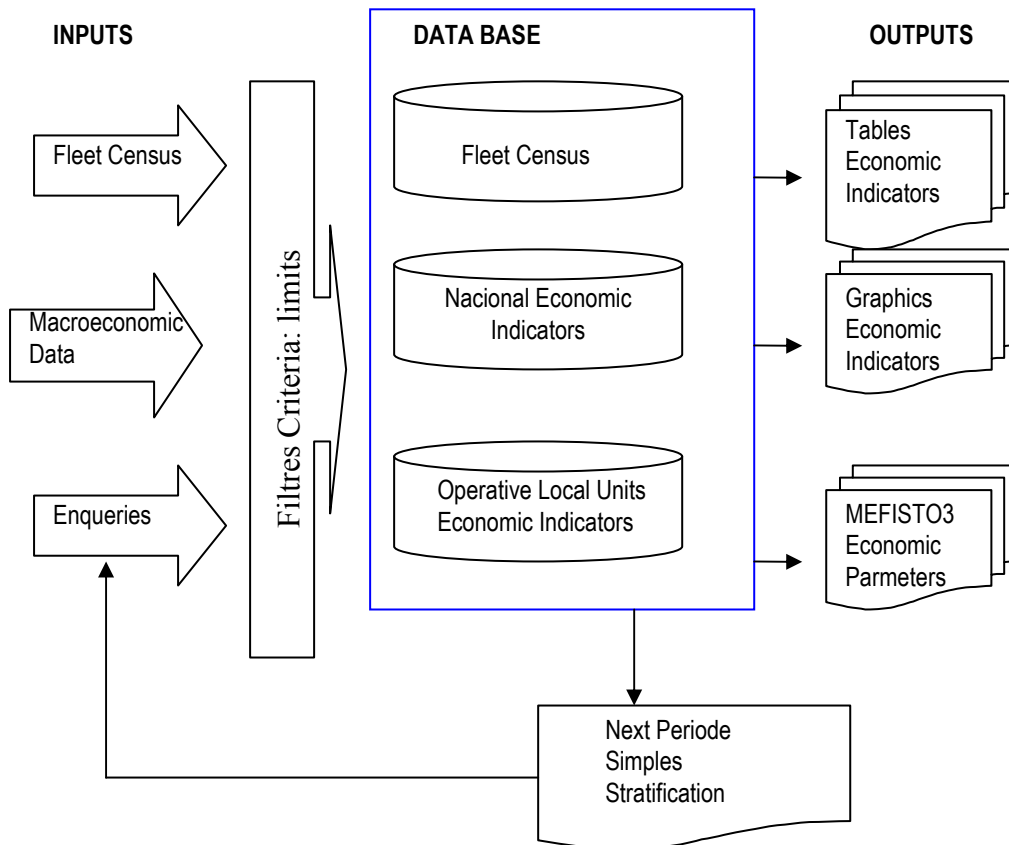 INPUTS
DATA BASE
OUTPUTS
Fleet Census
Macroeconomic
Data
Enqueries
Filtres Criteria: limits
Fleet Census
Nacional Economic
Indicators
Operative Local Units
Economic Indicators
Tables
Economic
Indicators
Graphics
Economic
Indicators
MEFISTO3
Economic
Parmeters
Next Periode
Simples
Stratification